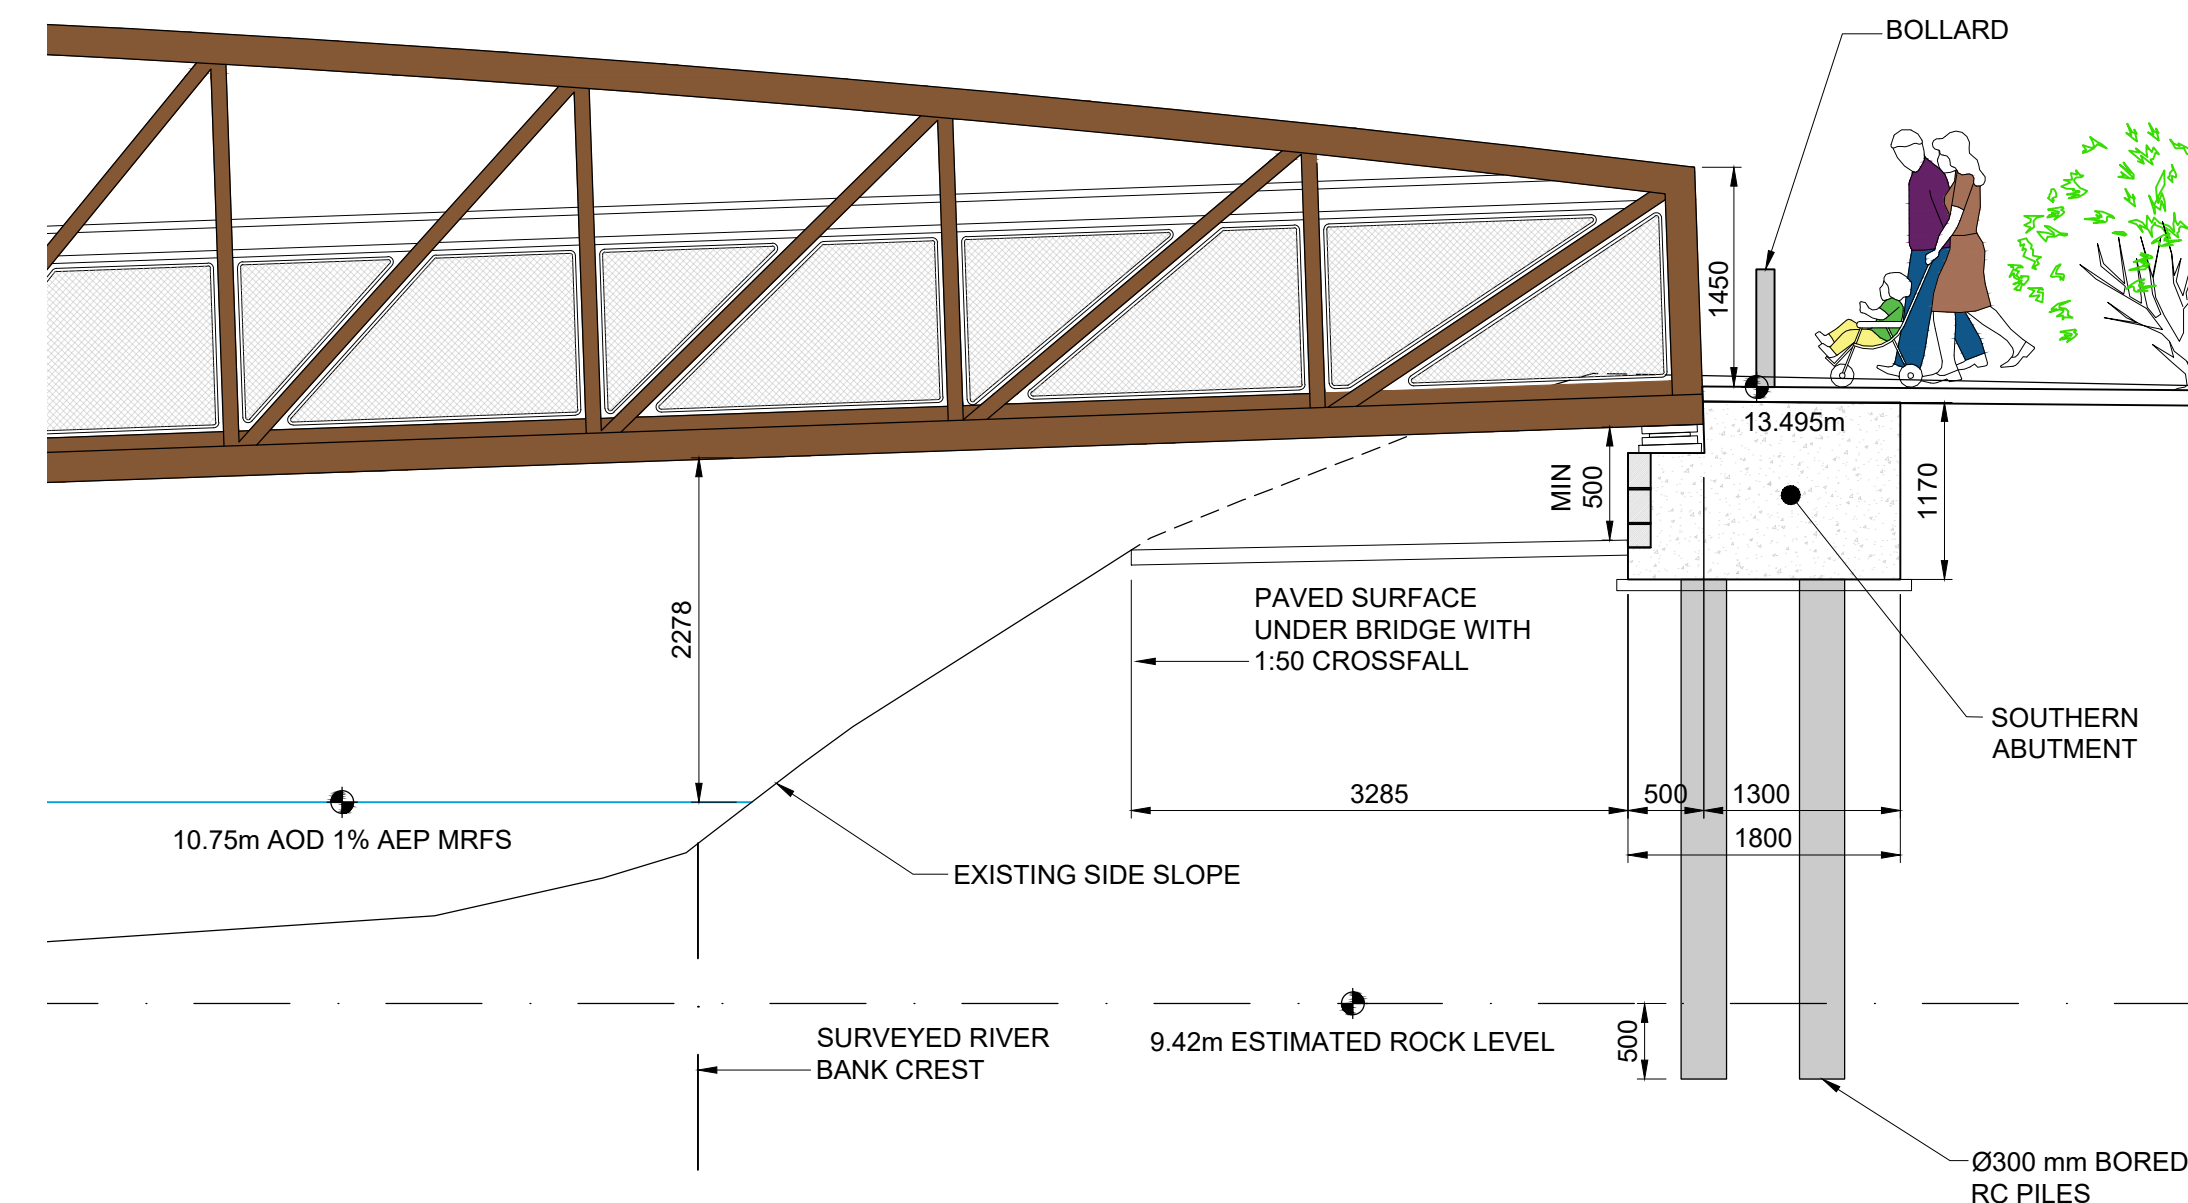 BOLLARD
1450
13.495m
MIN
500
1170
2278
PAVED SURFACE
UNDER BRIDGE WITH
1:50 CROSSFALL
SOUTHERN
ABUTMENT
3285
500
1300
1800
10.75m AOD 1% AEP MRFS
EXISTING SIDE SLOPE
SURVEYED RIVER
BANK CREST
9.42m ESTIMATED ROCK LEVEL
500
Ø300 mm BORED
RC PILES